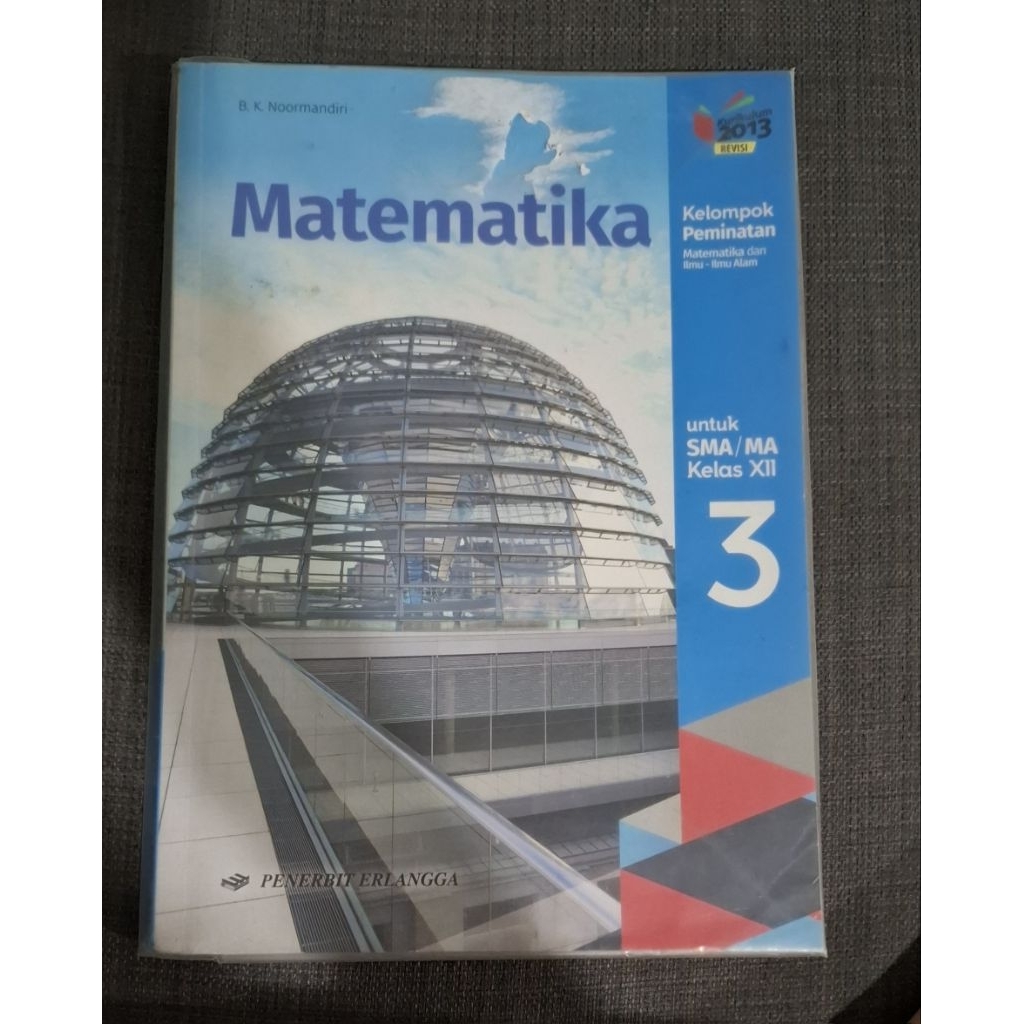 B. K. Noormandiri
Matematika
Kurikulum
2013
REVISI
Kelompok
Peminatan
Matematika dan
Ilmu - Ilmu Alam
untuk
SMA/MA
Kelas XII
3
PENERBIT ERLANGGA